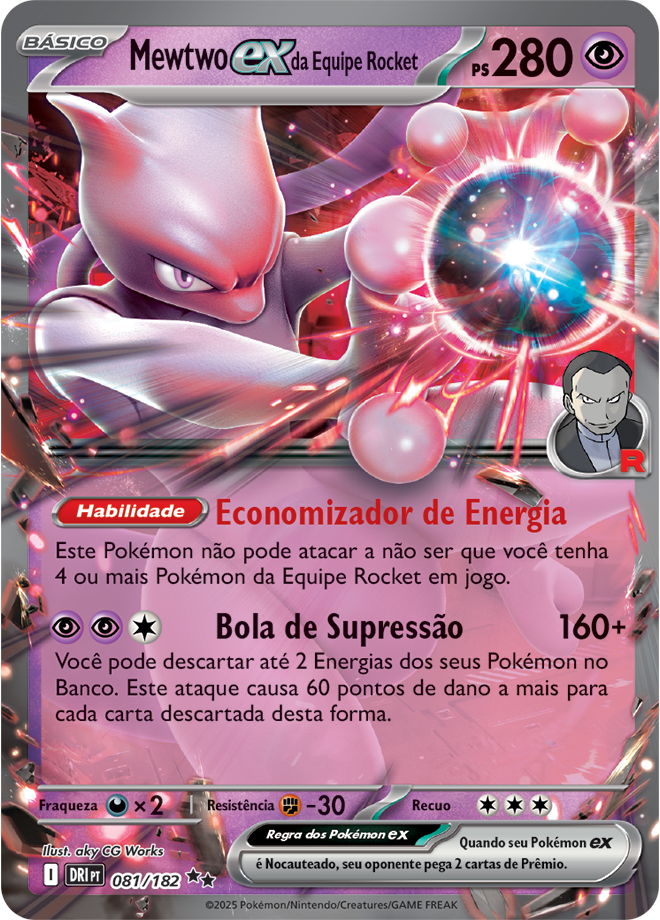 BÁSICO
Mewtwo ex da Equipe Rocket
PS 280
R
Habilidade Economizador de Energia
Este Pokémon não pode atacar a não ser que você tenha
4 ou mais Pokémon da Equipe Rocket em jogo.
Bola de Supressão 160+
Você pode descartar até 2 Energias dos seus Pokémon no
Banco. Este ataque causa 60 pontos de dano a mais para
cada carta descartada desta forma.
Fraqueza ×2 Resistência -30 Recuo
Ilust. aky CG Works
Regra dos Pokémon ex Quando seu Pokémon ex
é Nocauteado, seu oponente pega 2 cartas de Prêmio.
I DRI PT 081/182
©2025 Pokémon/Nintendo/Creatures/GAME FREAK